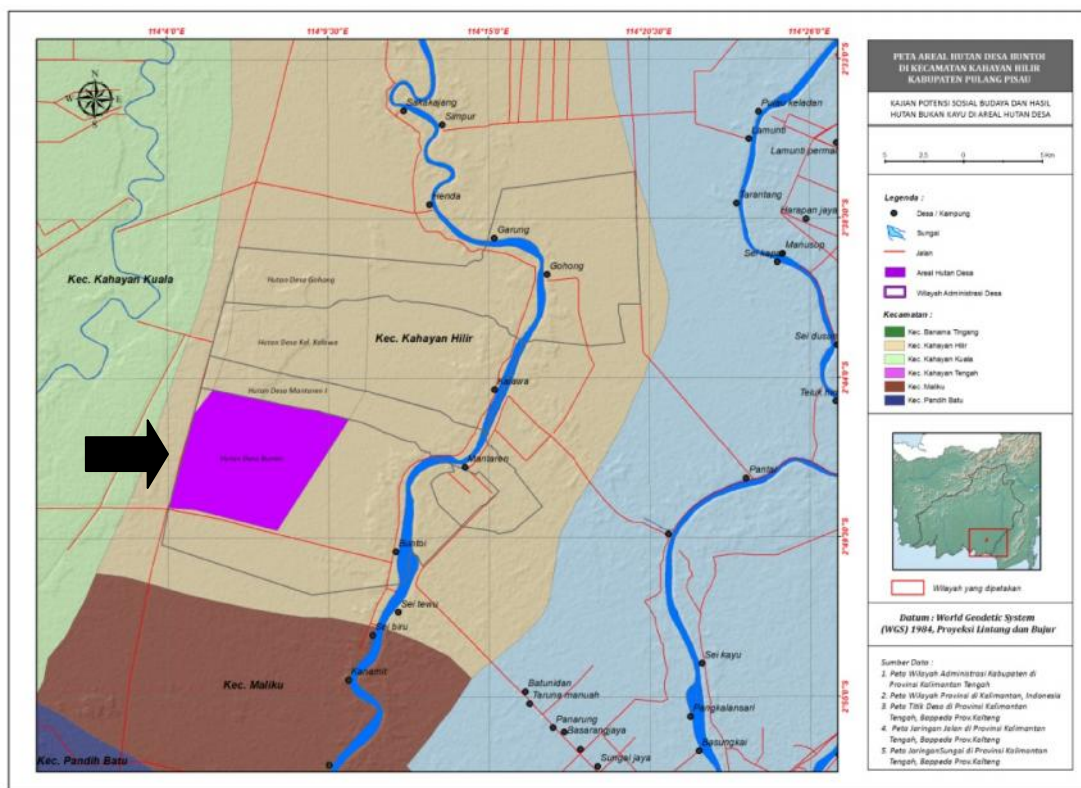 114°4'0"E 114°9'30"E 114°15'0"E 114°20'30"E 114°26'0"E
N
W E
S
Simpur
Henda
Garung
Gohong
Kec. Kahayan Kuala
Hutan Desa Gohong
Kec. Kahayan Hilir
Hutan Desa Mantaren I
Mantaren
Buntoi
Sei tewu
Sei biru
Kanamit
Kec. Maliku
Kec. Pandih Batu
Lamunti
Tarantang
Harapan jaya
Manusup
Pantai
Sei kayu
Batunidan
Taruna manuah
Panarung
Basarangjaya
Sungai jaya
Pangkalansari
Basungkai
PETA AREAL HUTAN DESA BUNTOI
DI KECAMATAN KAHAYAN HILIR
KABUPATEN PULANG PISAU
KAJIAN POTENSI SOSIAL BUDAYA DAN HASIL
HUTAN BUKAN KAYU DI AREAL HUTAN DESA
5 2,5 0 5 Km
Legenda :
Desa / Kampung
Sungai
Jalan
Areal Hutan Desa
Wilayah Administrasi Desa
Kecamatan :
Kec. Banama Tingang
Kec. Kahayan Hilir
Kec. Kahayan Kuala
Kec. Kahayan Tengah
Kec. Maliku
Kec. Pandih Batu
Wilayah yang dipetakan
Datum : World Geodetic System
(WGS) 1984, Proyeksi Lintang dan Bujur
Sumber Data :
1. Peta Wilayah Administrasi Kabupaten di
Provinsi Kalimantan Tengah
2. Peta Wilayah Provinsi di Kalimantan, Indonesia
3. Peta Titik Desa di Provinsi Kalimantan
Tengah, Bappeda Prov.Kalteng
4. Peta Jaringan Jalan di Provinsi Kalimantan
Tengah, Bappeda Prov.Kalteng
5. Peta JaringanSungai di Provinsi Kalimantan
Tengah, Bappeda Prov.Kalteng